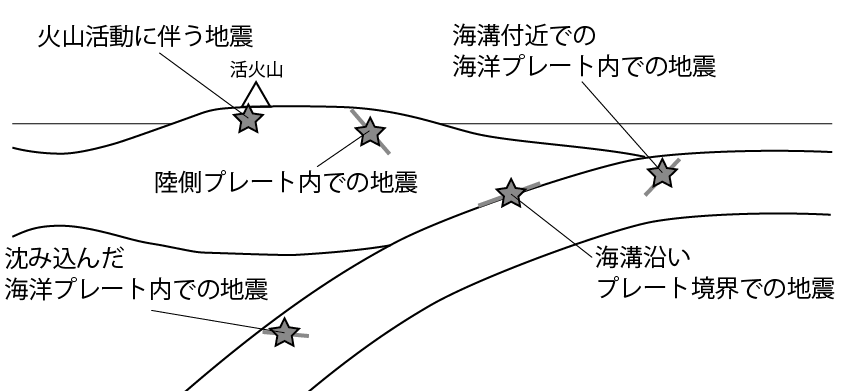 火山活動に伴う地震
活火山
海溝付近での
海洋プレート内での地震
陸側プレート内での地震
沈み込んだ
海洋プレート内での地震
海溝沿い
プレート境界での地震